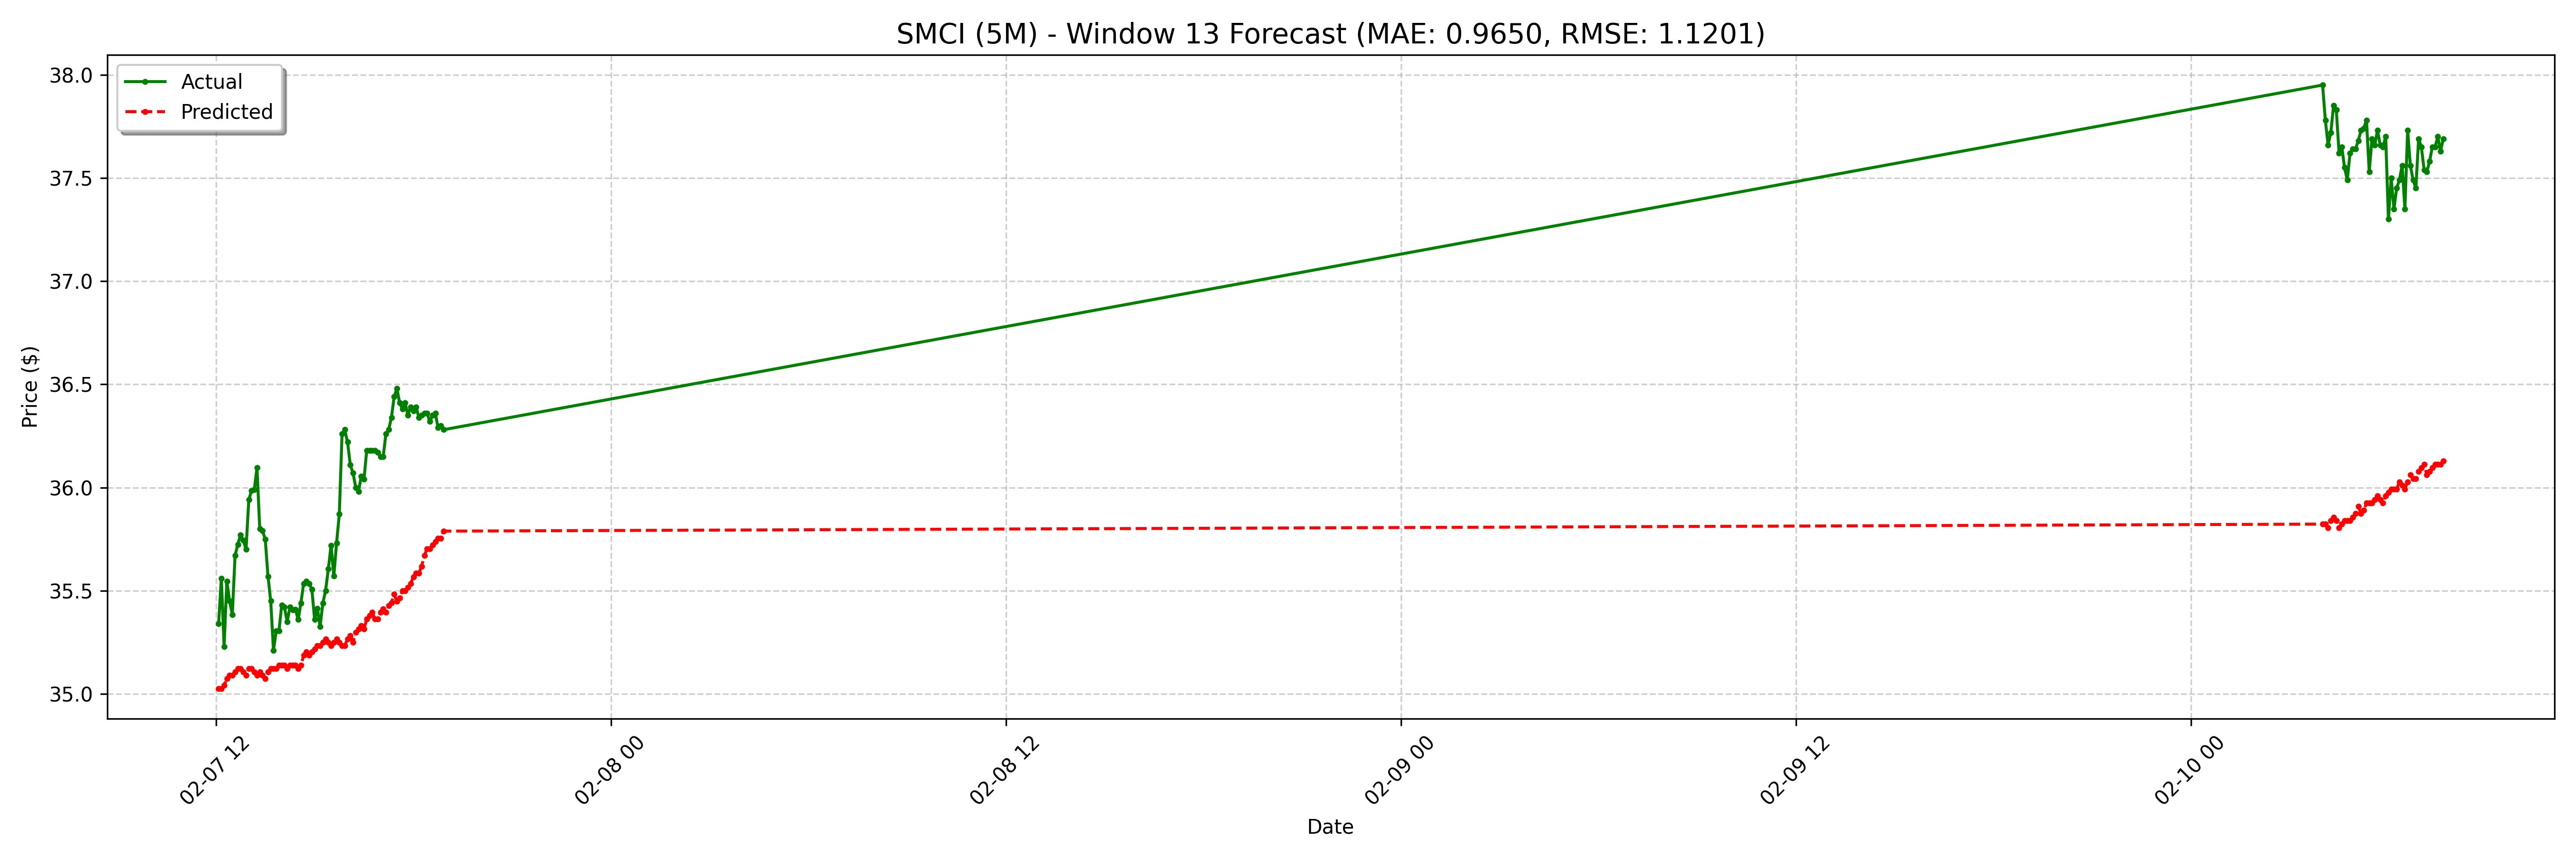 SMCI (5M) - Window 13 Forecast (MAE: 0.9650, RMSE: 1.1201)
Actual
Predicted
38.0
37.5
37.0
36.5
36.0
35.5
35.0
Price ($)
02-07 12
02-08 00
02-08 12
02-09 00
02-09 12
02-10 00
Date